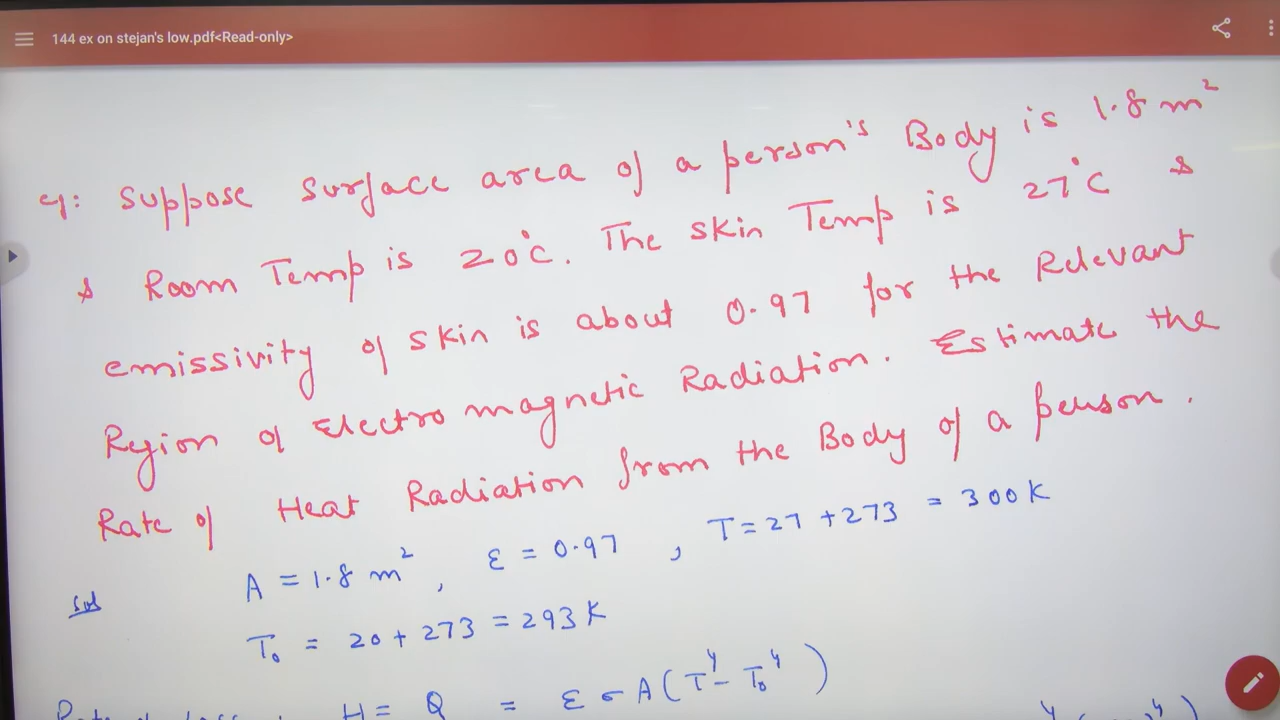 144 ex on stejan's low.pdf<Read-only>
eg: Suppose surface area of a person's Body is 1.8 m²
& Room Temp is 20°C. The skin Temp is 27°C &
emissivity of skin is about 0.97 for the Relevant
Region of Electro magnetic Radiation. Estimate the
Rate of Heat Radiation from the Body of a person.
Sol A = 1.8 m², ε = 0.97, T = 27 + 273 = 300K
T₀ = 20 + 273 = 293K
H = Q = ε σ A (T⁴ - T₀⁴)